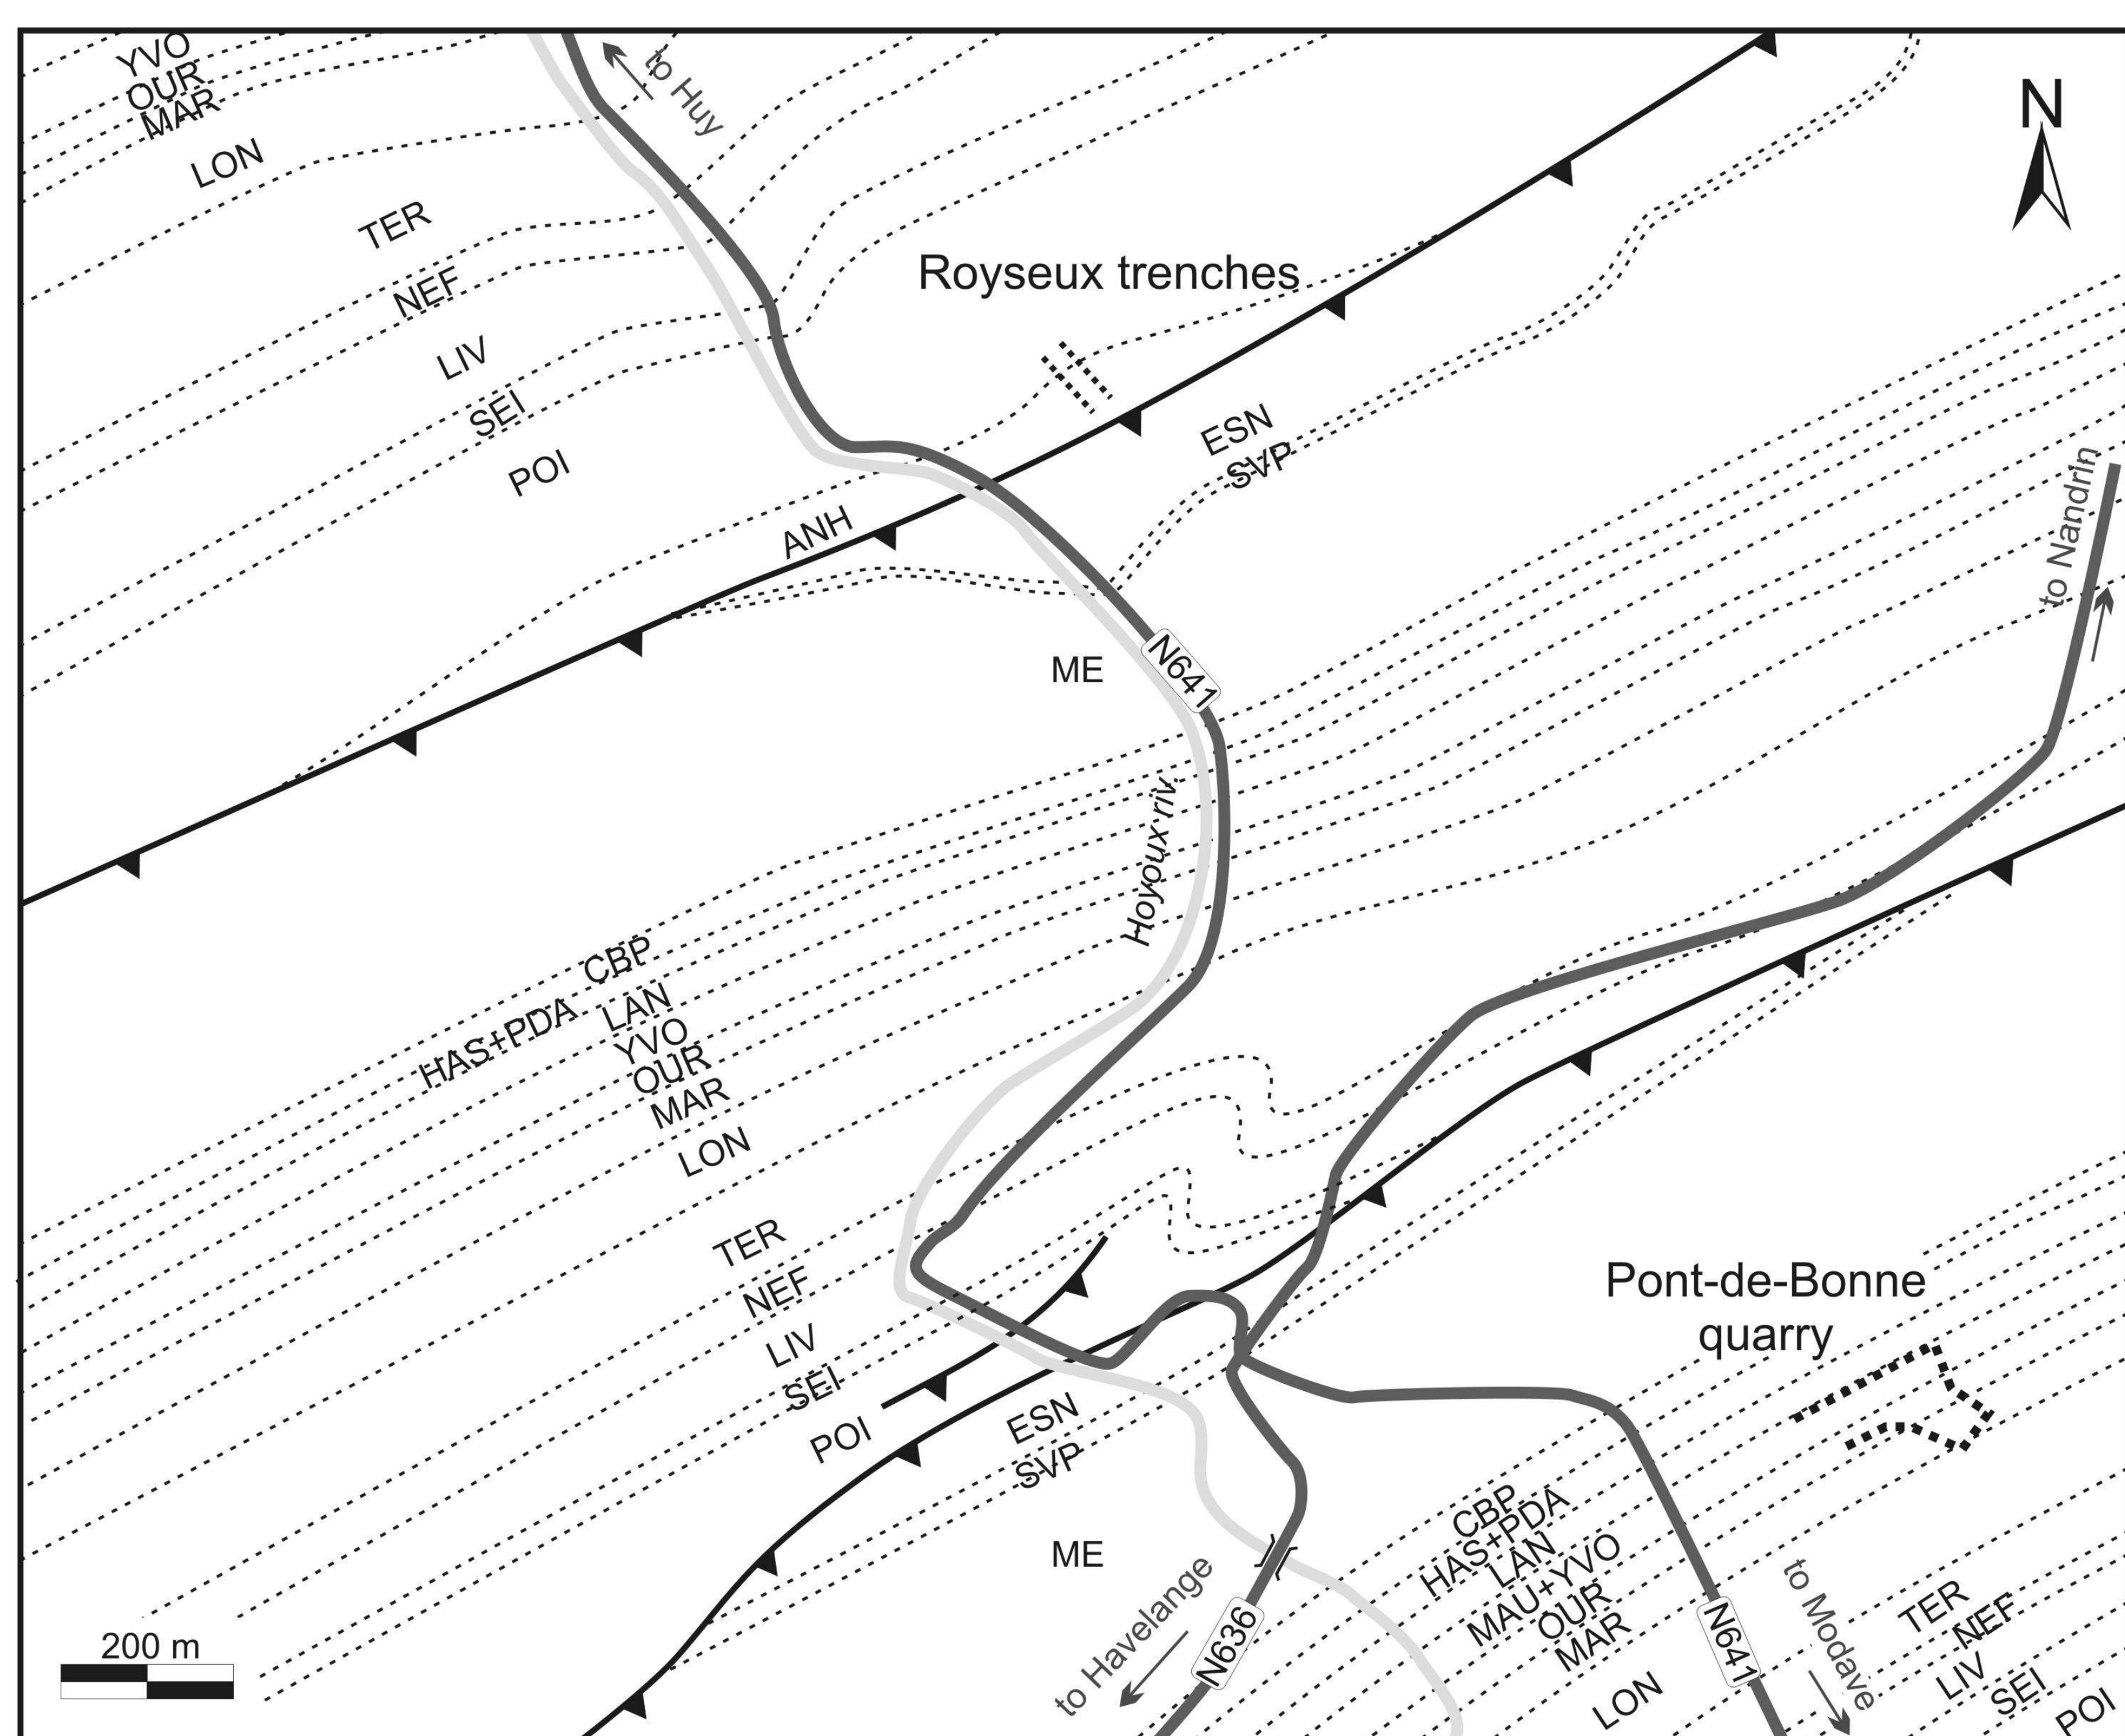 YVO
OUR
MAR
LON
TER
NEF
LIV
SEI
POI
to Huy
N
Royseux trenches
ANH
ESN
SVP
to Nandrin
ME
N641
Hoyoux riv.
CBP
HAS+PDA
LAN
YVO
OUR
MAR
LON
TER
NEF
LIV
SEI
POI
ESN
SVP
ME
Pont-de-Bonne
quarry
CBP
HAS+PDA
LAN
MAU+YVO
OUR
MAR
LON
TER
NEF
LIV
SEI
POI
to Havelange
N636
N641
to Modave
200 m